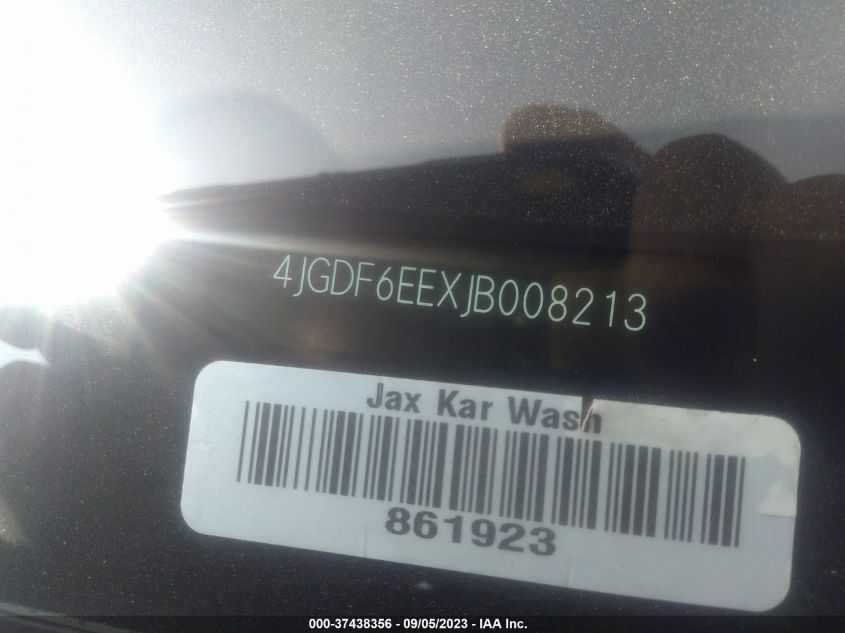 4JGDF6EEXJB008213
Jax Kar Wash
861923
000-37438356 - 09/05/2023 - IAA Inc.